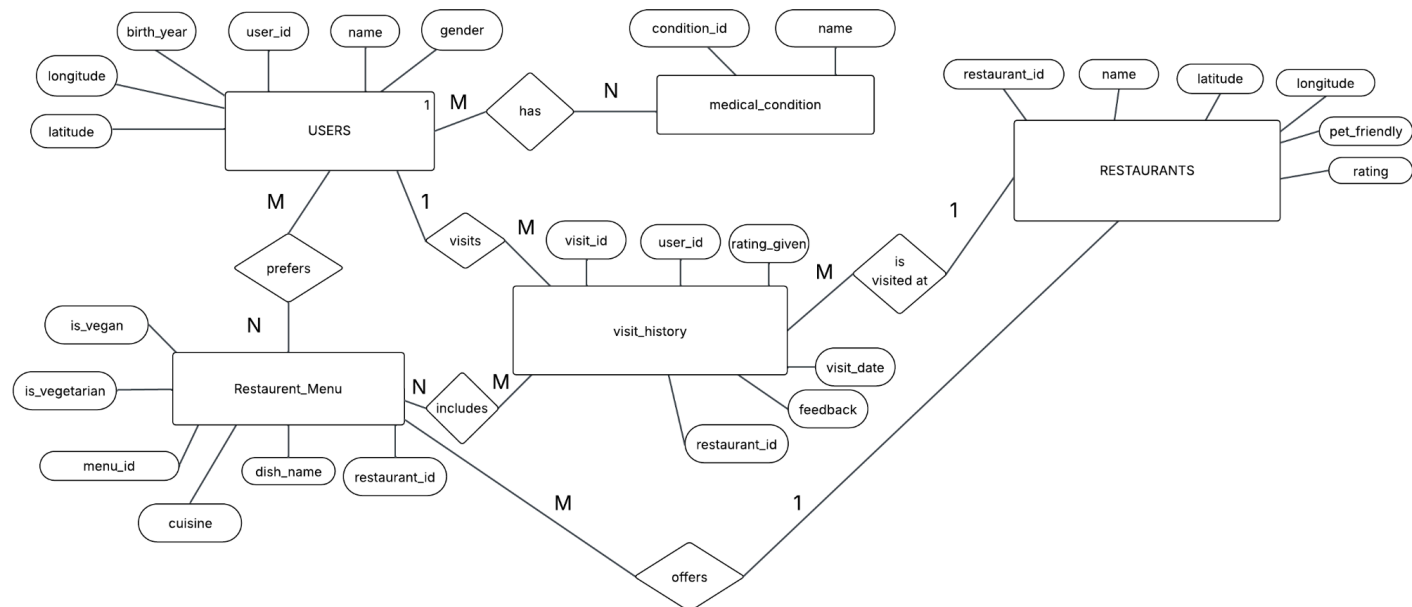 birth_year
user_id
name
gender
longitude
latitude
1
USERS
M
has
N
condition_id
name
medical_condition
restaurant_id
name
latitude
longitude
pet_friendly
rating
RESTAURANTS
M
prefers
N
1
visits
M
visit_id
user_id
rating_given
visit_history
visit_date
feedback
restaurant_id
M
is
visited at
1
is_vegan
is_vegetarian
Restaurent_Menu
menu_id
cuisine
dish_name
restaurant_id
N
includes
M
M
offers
1